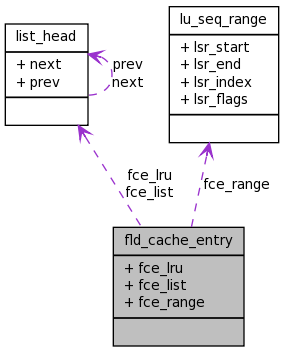 list_head
+ next
+ prev
lu_seq_range
+ lsr_start
+ lsr_end
+ lsr_index
+ lsr_flags
prev
next
fce_lru
fce_list
fce_range
fld_cache_entry
+ fce_lru
+ fce_list
+ fce_range